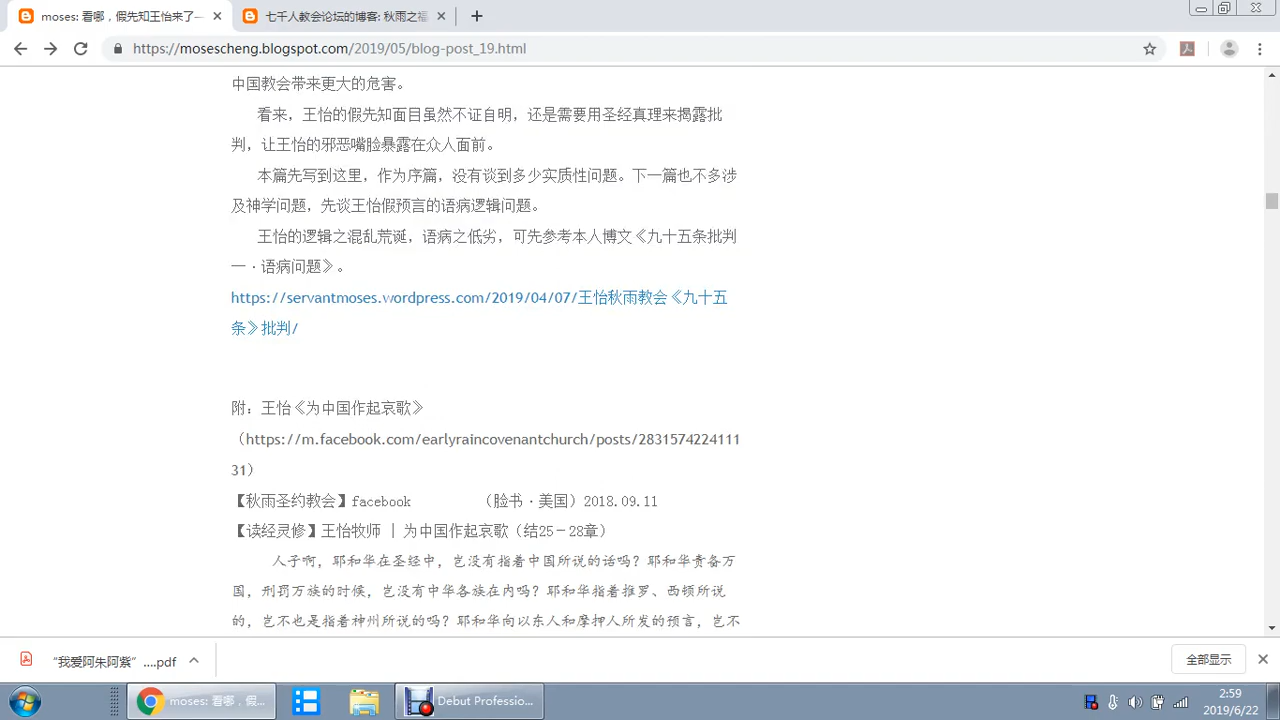 moses: 看哪，假先知王怡来了一
七千人教会论坛的博客: 秋雨之福
https://mosescheng.blogspot.com/2019/05/blog-post_19.html
中国教会带来更大的危害。
看来，王怡的假先知面目虽然不证自明，还是需要用圣经真理来揭露批
判，让王怡的邪恶嘴脸暴露在众人面前。
本篇先写到这里，作为序篇，没有谈到多少实质性问题。下一篇也不多涉
及神学问题，先谈王怡假预言的语病逻辑问题。
王怡的逻辑之混乱荒诞，语病之低劣，可先参考本人博文《九十五条批判
一·语病问题》。
https://servantmoses.wordpress.com/2019/04/07/王怡秋雨教会《九十五
条》批判/
附：王怡《为中国作起哀歌》
（https://m.facebook.com/earlyraincovenantchurch/posts/2831574224111
31）
【秋雨圣约教会】facebook （脸书·美国）2018.09.11
【读经灵修】王怡牧师 | 为中国作起哀歌（结25－28章）
人子啊，耶和华在圣经中，岂没有指着中国所说的话吗？耶和华责备万
国，刑罚万族的时候，岂没有中华各族在内吗？耶和华指着推罗、西顿所说
的，岂不也是指着神州所说的吗？耶和华向以东人和摩押人所发的预言，岂不
“我爱阿朱阿紫”....pdf
全部显示
moses: 看哪，假...
Debut Professio...
2:59
2019/6/22